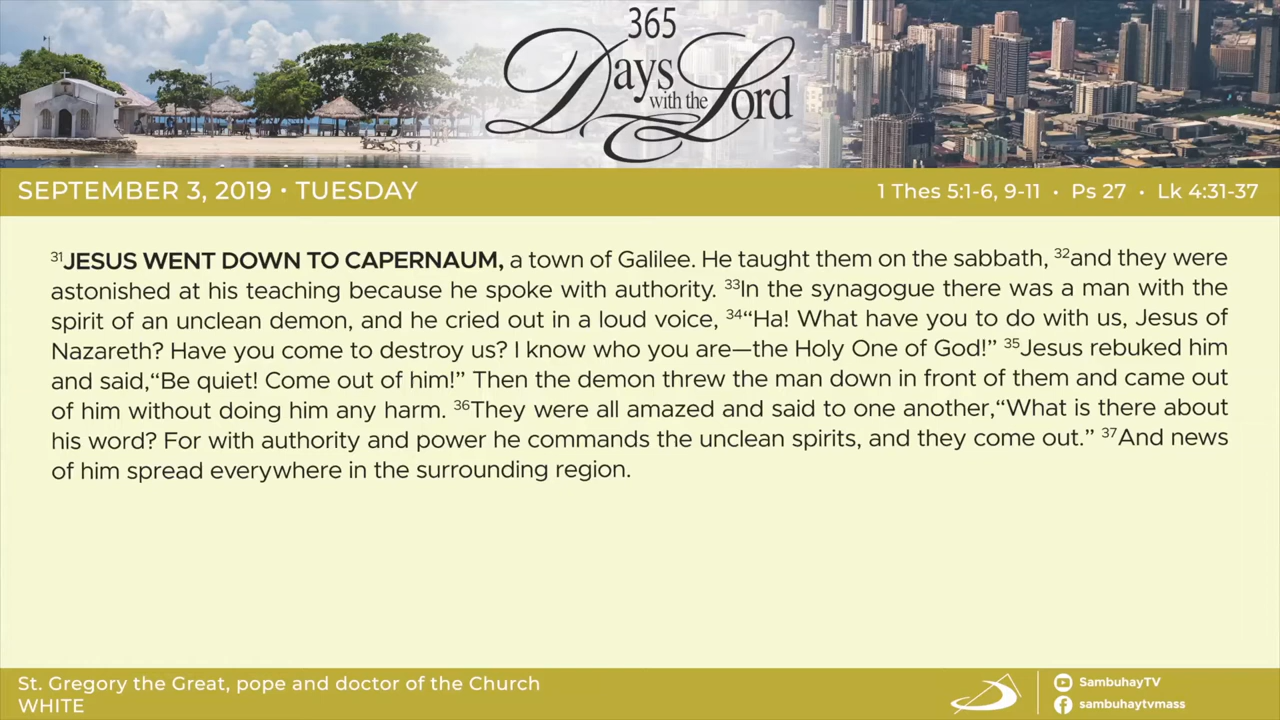 365
Days with the Lord
SEPTEMBER 3, 2019 • TUESDAY
1 Thes 5:1-6, 9-11 • Ps 27 • Lk 4:31-37
31JESUS WENT DOWN TO CAPERNAUM, a town of Galilee. He taught them on the sabbath, 32and they were
astonished at his teaching because he spoke with authority. 33In the synagogue there was a man with the
spirit of an unclean demon, and he cried out in a loud voice, 34“Ha! What have you to do with us, Jesus of
Nazareth? Have you come to destroy us? I know who you are—the Holy One of God!” 35Jesus rebuked him
and said,“Be quiet! Come out of him!” Then the demon threw the man down in front of them and came out
of him without doing him any harm. 36They were all amazed and said to one another,“What is there about
his word? For with authority and power he commands the unclean spirits, and they come out.” 37And news
of him spread everywhere in the surrounding region.
St. Gregory the Great, pope and doctor of the Church
WHITE
SambuhayTV
sambuhaytvmass